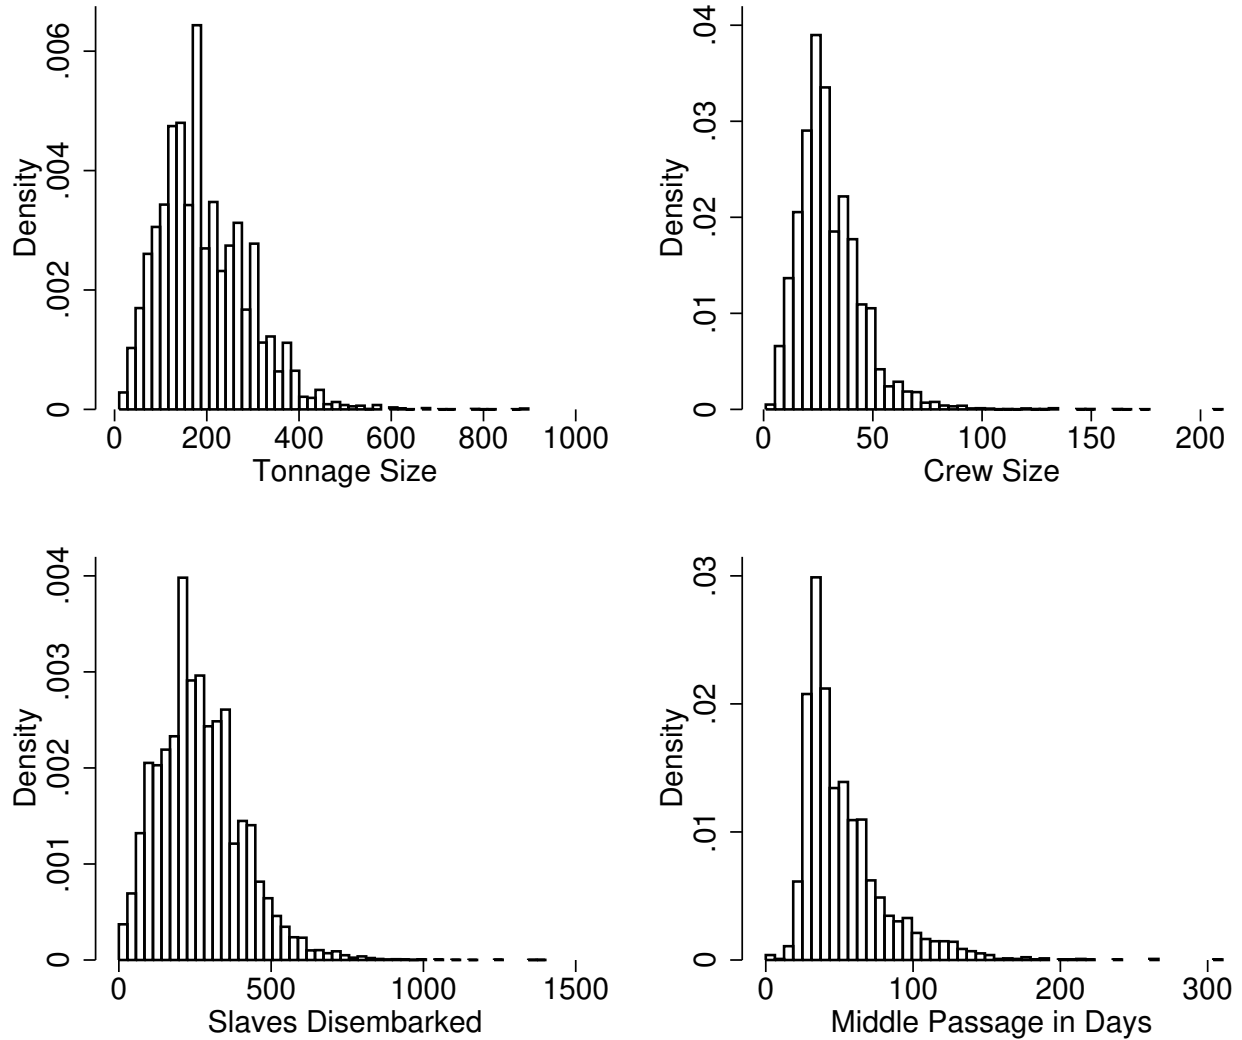 Density
0 .002 .004 .006
0 200 400 600 800 1000
Tonnage Size
Density
0 .01 .02 .03 .04
0 50 100 150 200
Crew Size
Density
0 .001 .002 .003 .004
0 500 1000 1500
Slaves Disembarked
Density
0 .01 .02 .03
0 100 200 300
Middle Passage in Days